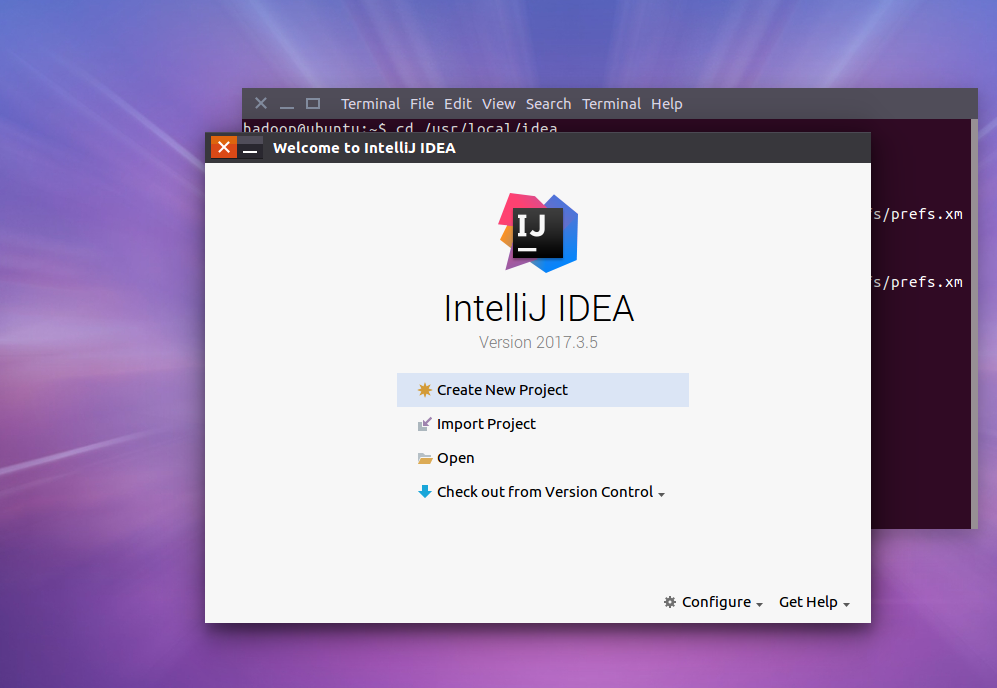 Terminal File Edit View Search Terminal Help
hadoop@ubuntu:~$ cd /usr/local/idea
Welcome to IntelliJ IDEA
fs/prefs.xm
fs/prefs.xm
IJ
IntelliJ IDEA
Version 2017.3.5
Create New Project
Import Project
Open
Check out from Version Control
Configure Get Help